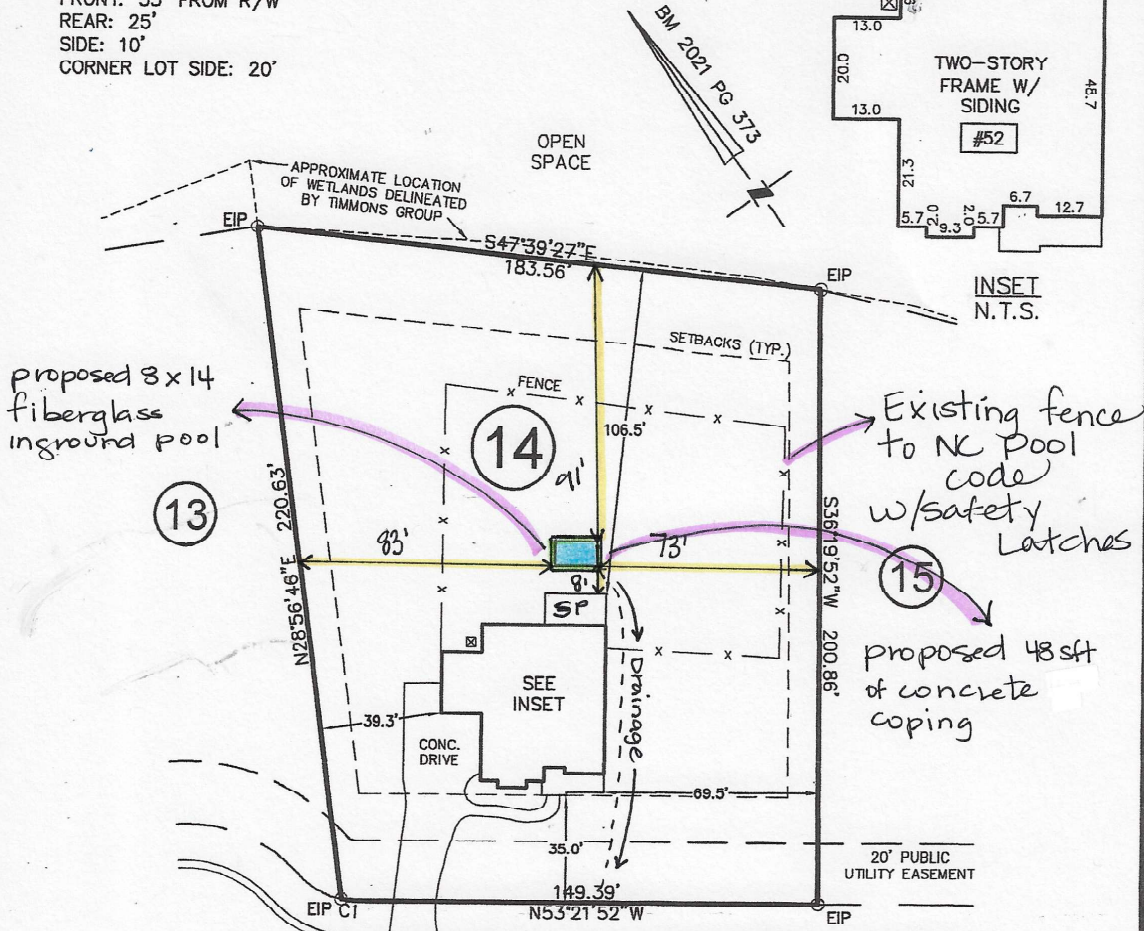 FRONT: 35' FROM R/W
REAR: 25'
SIDE: 10'
CORNER LOT SIDE: 20'
BM 2021 PG 373
13.0
20.0
13.0
TWO-STORY
FRAME W/
SIDING
#52
48.7
21.3
5.7
2.0
9.3
2.0
5.7
6.7
12.7
INSET
N.T.S.
OPEN
SPACE
APPROXIMATE LOCATION
OF WETLANDS DELINEATED
BY TIMMONS GROUP
EIP
S47°39'27"E
183.56'
EIP
SETBACKS (TYP.)
FENCE
x x x x
proposed 8x14
fiberglass
inground pool
14
106.5'
91'
Existing fence
to NC pool
code
w/safety
Latches
13
220.63'
N28°56'46"E
83'
73'
8'
SP
15
S36°19'52"W
200.86'
proposed 48 sft
of concrete
coping
SEE
INSET
Drainage
39.3'
CONC.
DRIVE
69.5'
35.0'
20' PUBLIC
UTILITY EASEMENT
149.39'
N53°21'52"W
EIP C1
EIP